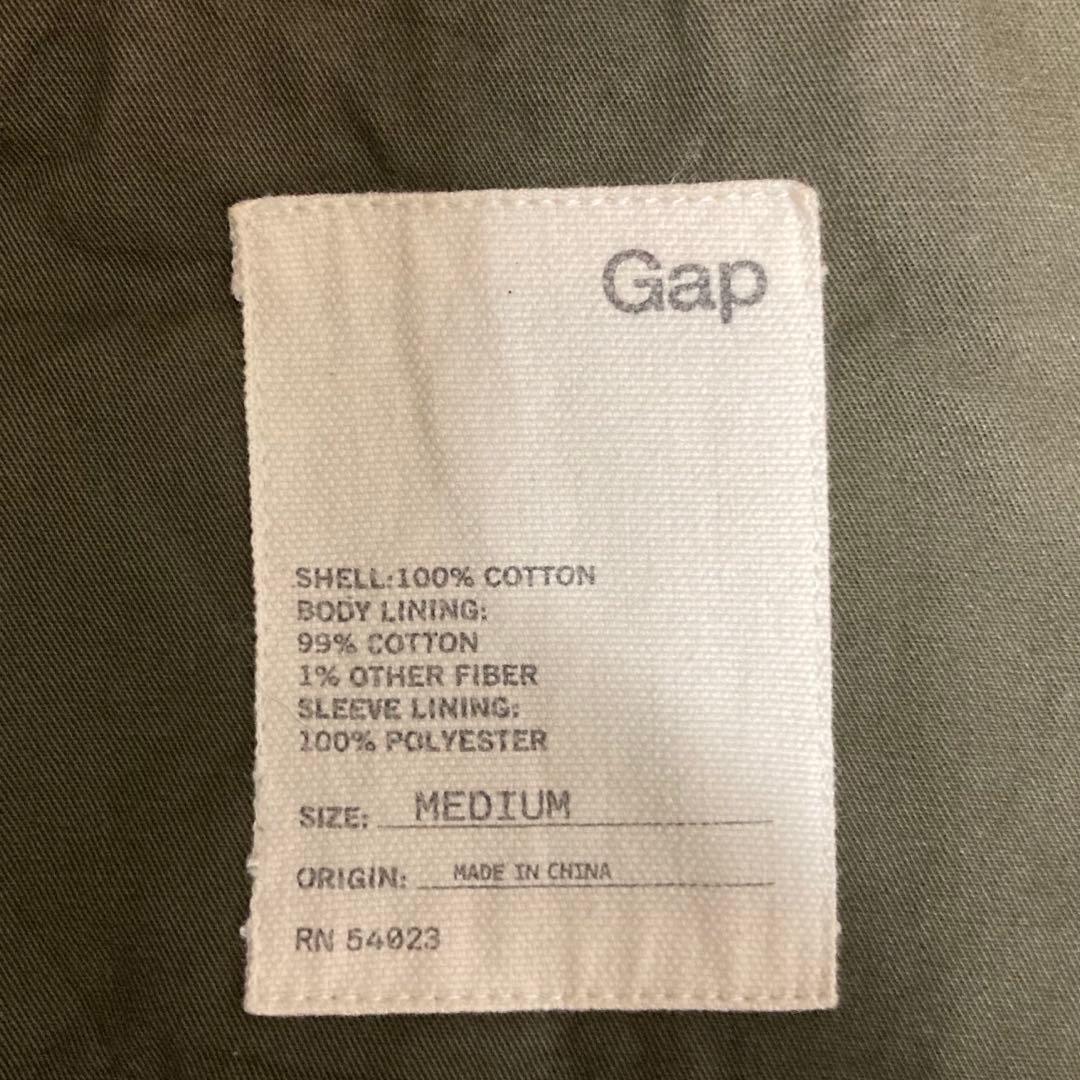 Gap
SHELL:100% COTTON
BODY LINING:
99% COTTON
1% OTHER FIBER
SLEEVE LINING:
100% POLYESTER
SIZE: MEDIUM
ORIGIN: MADE IN CHINA
RN 54023